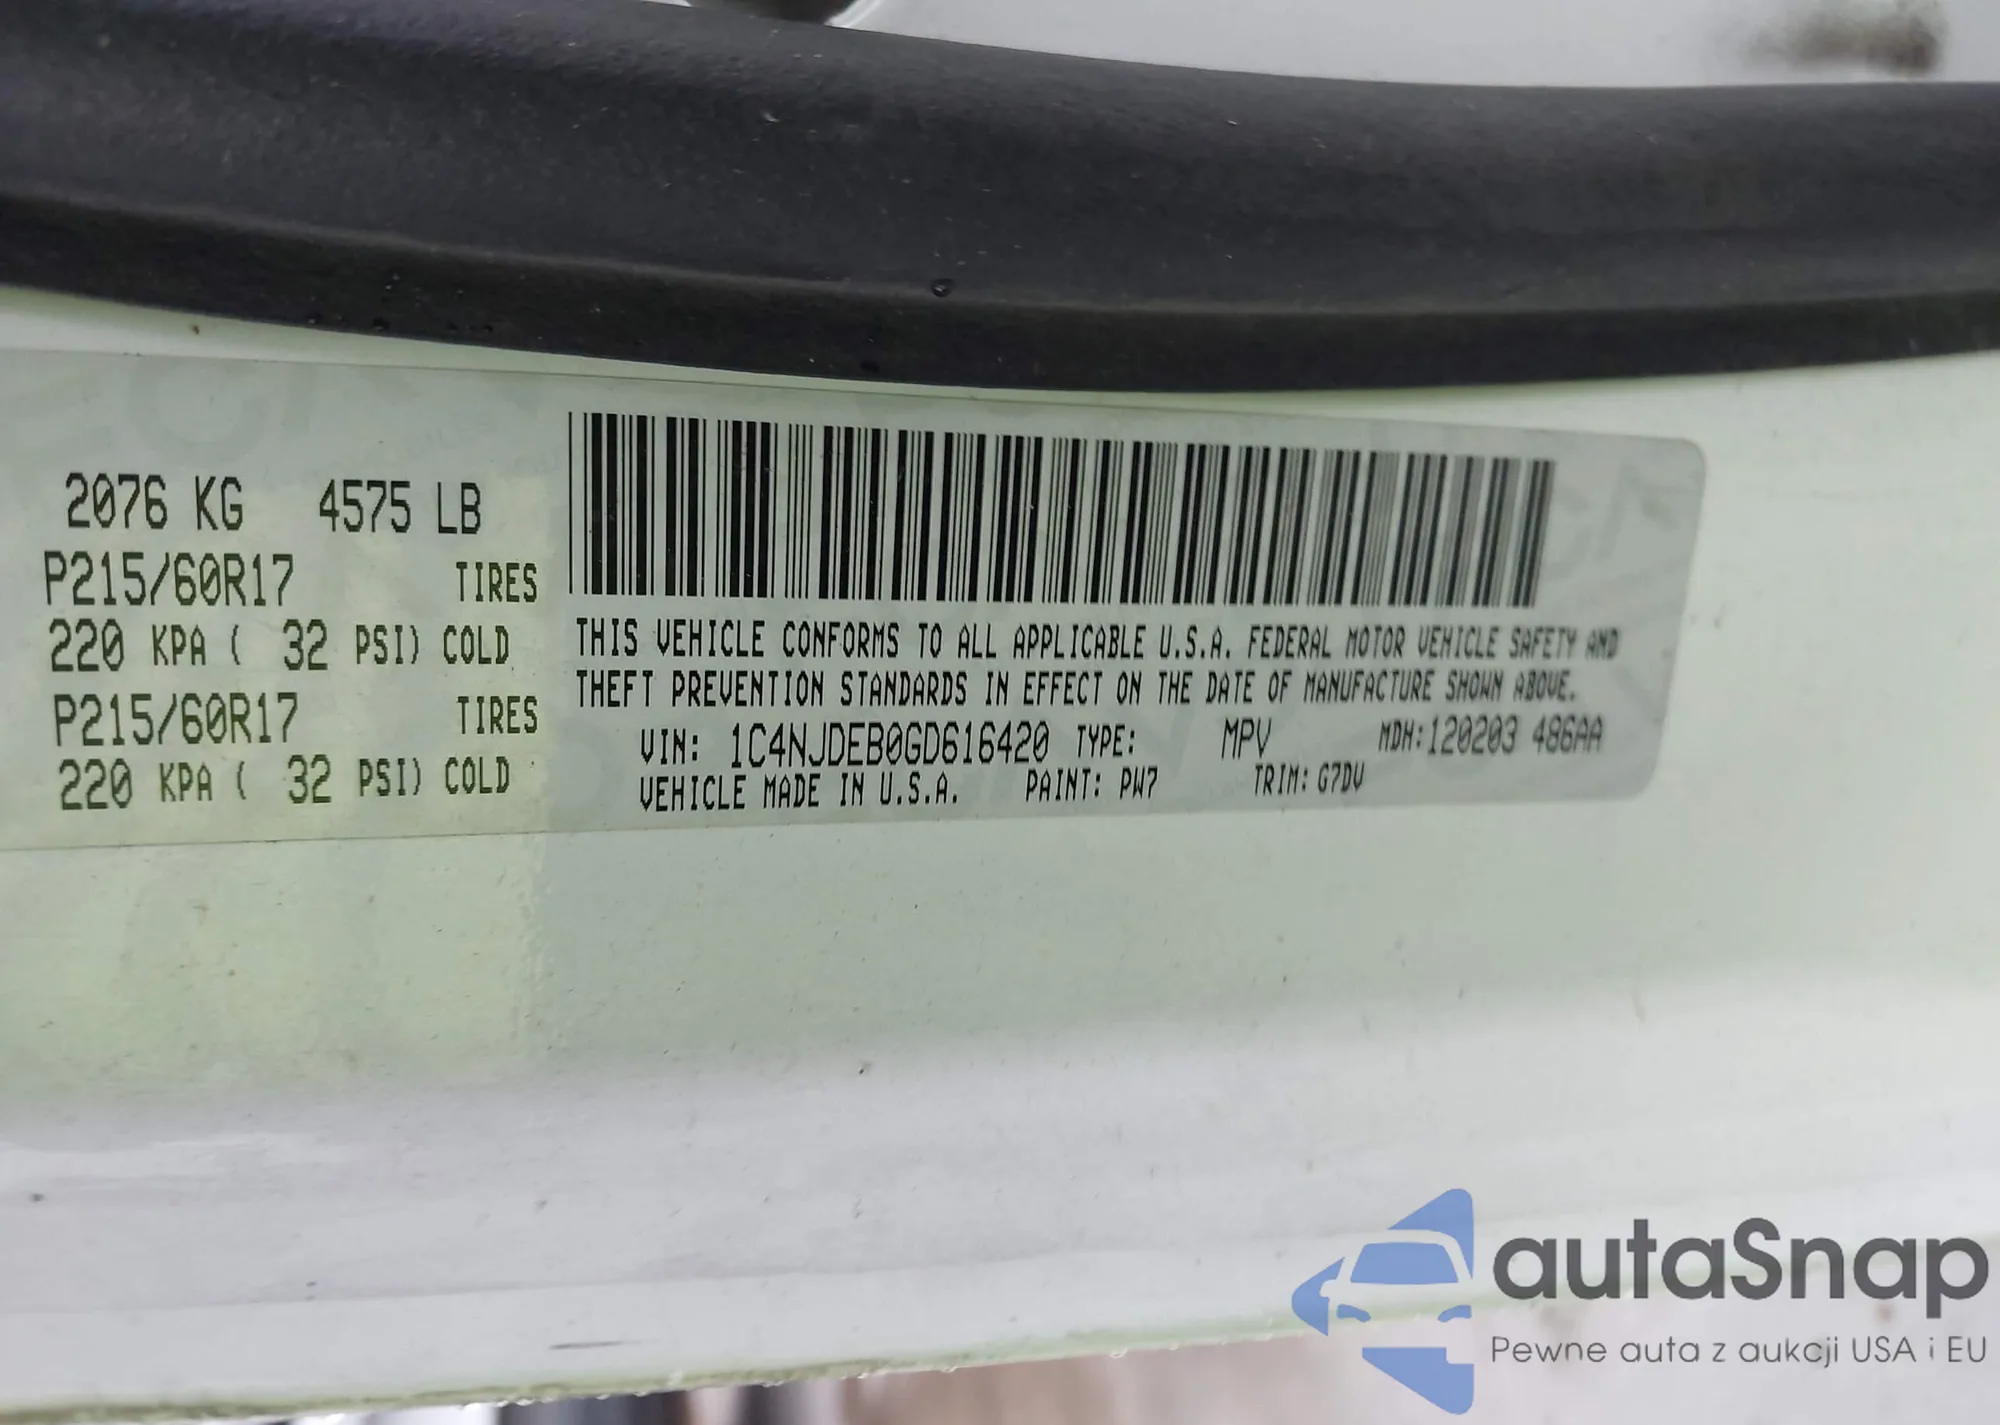 2076 KG 4575 LB
P215/60R17 TIRES
220 KPA ( 32 PSI) COLD
P215/60R17 TIRES
220 KPA ( 32 PSI) COLD
THIS VEHICLE CONFORMS TO ALL APPLICABLE U.S.A. FEDERAL MOTOR VEHICLE SAFETY AND
THEFT PREVENTION STANDARDS IN EFFECT ON THE DATE OF MANUFACTURE SHOWN ABOVE.
VIN: 1C4NJDEB0GD616420 TYPE: MPV MDH:120203 486AA
VEHICLE MADE IN U.S.A. PAINT: PW7 TRIM: G7DV
autaSnap
Pewne auta z aukcji USA i EU